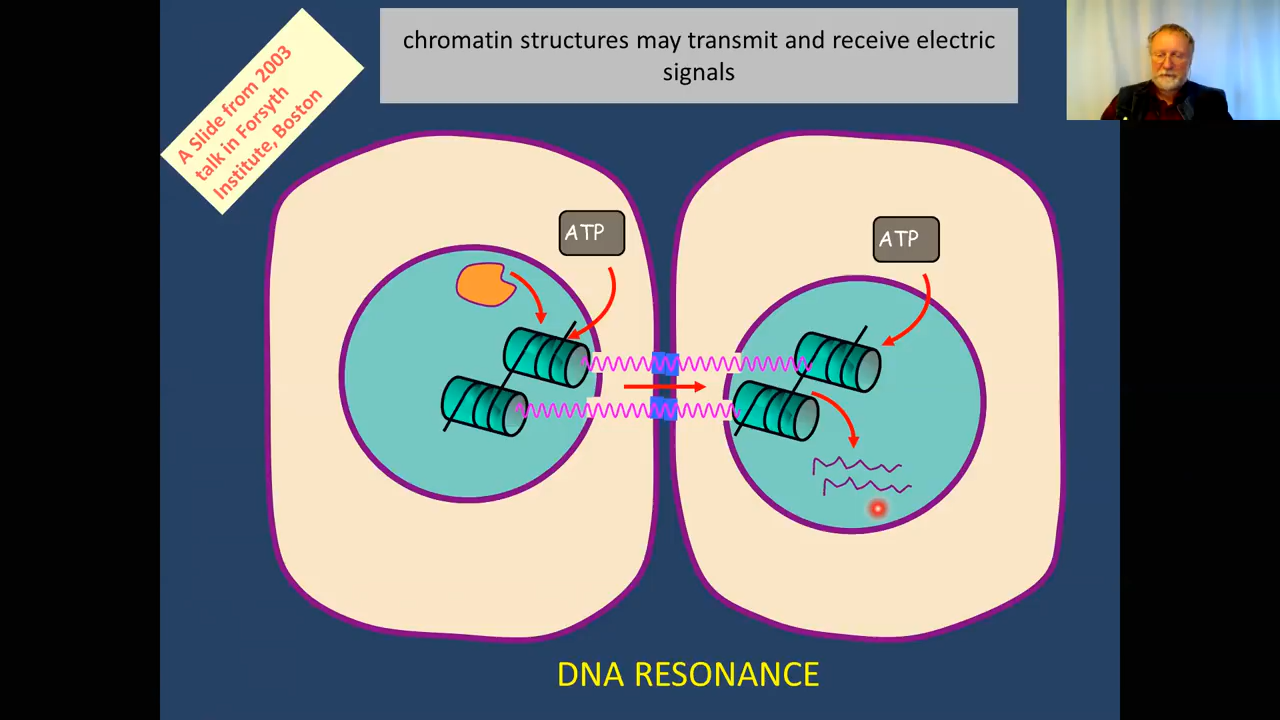 A Slide from 2003
talk in Forsyth
Institute, Boston
chromatin structures may transmit and receive electric
signals
ATP
ATP
DNA RESONANCE